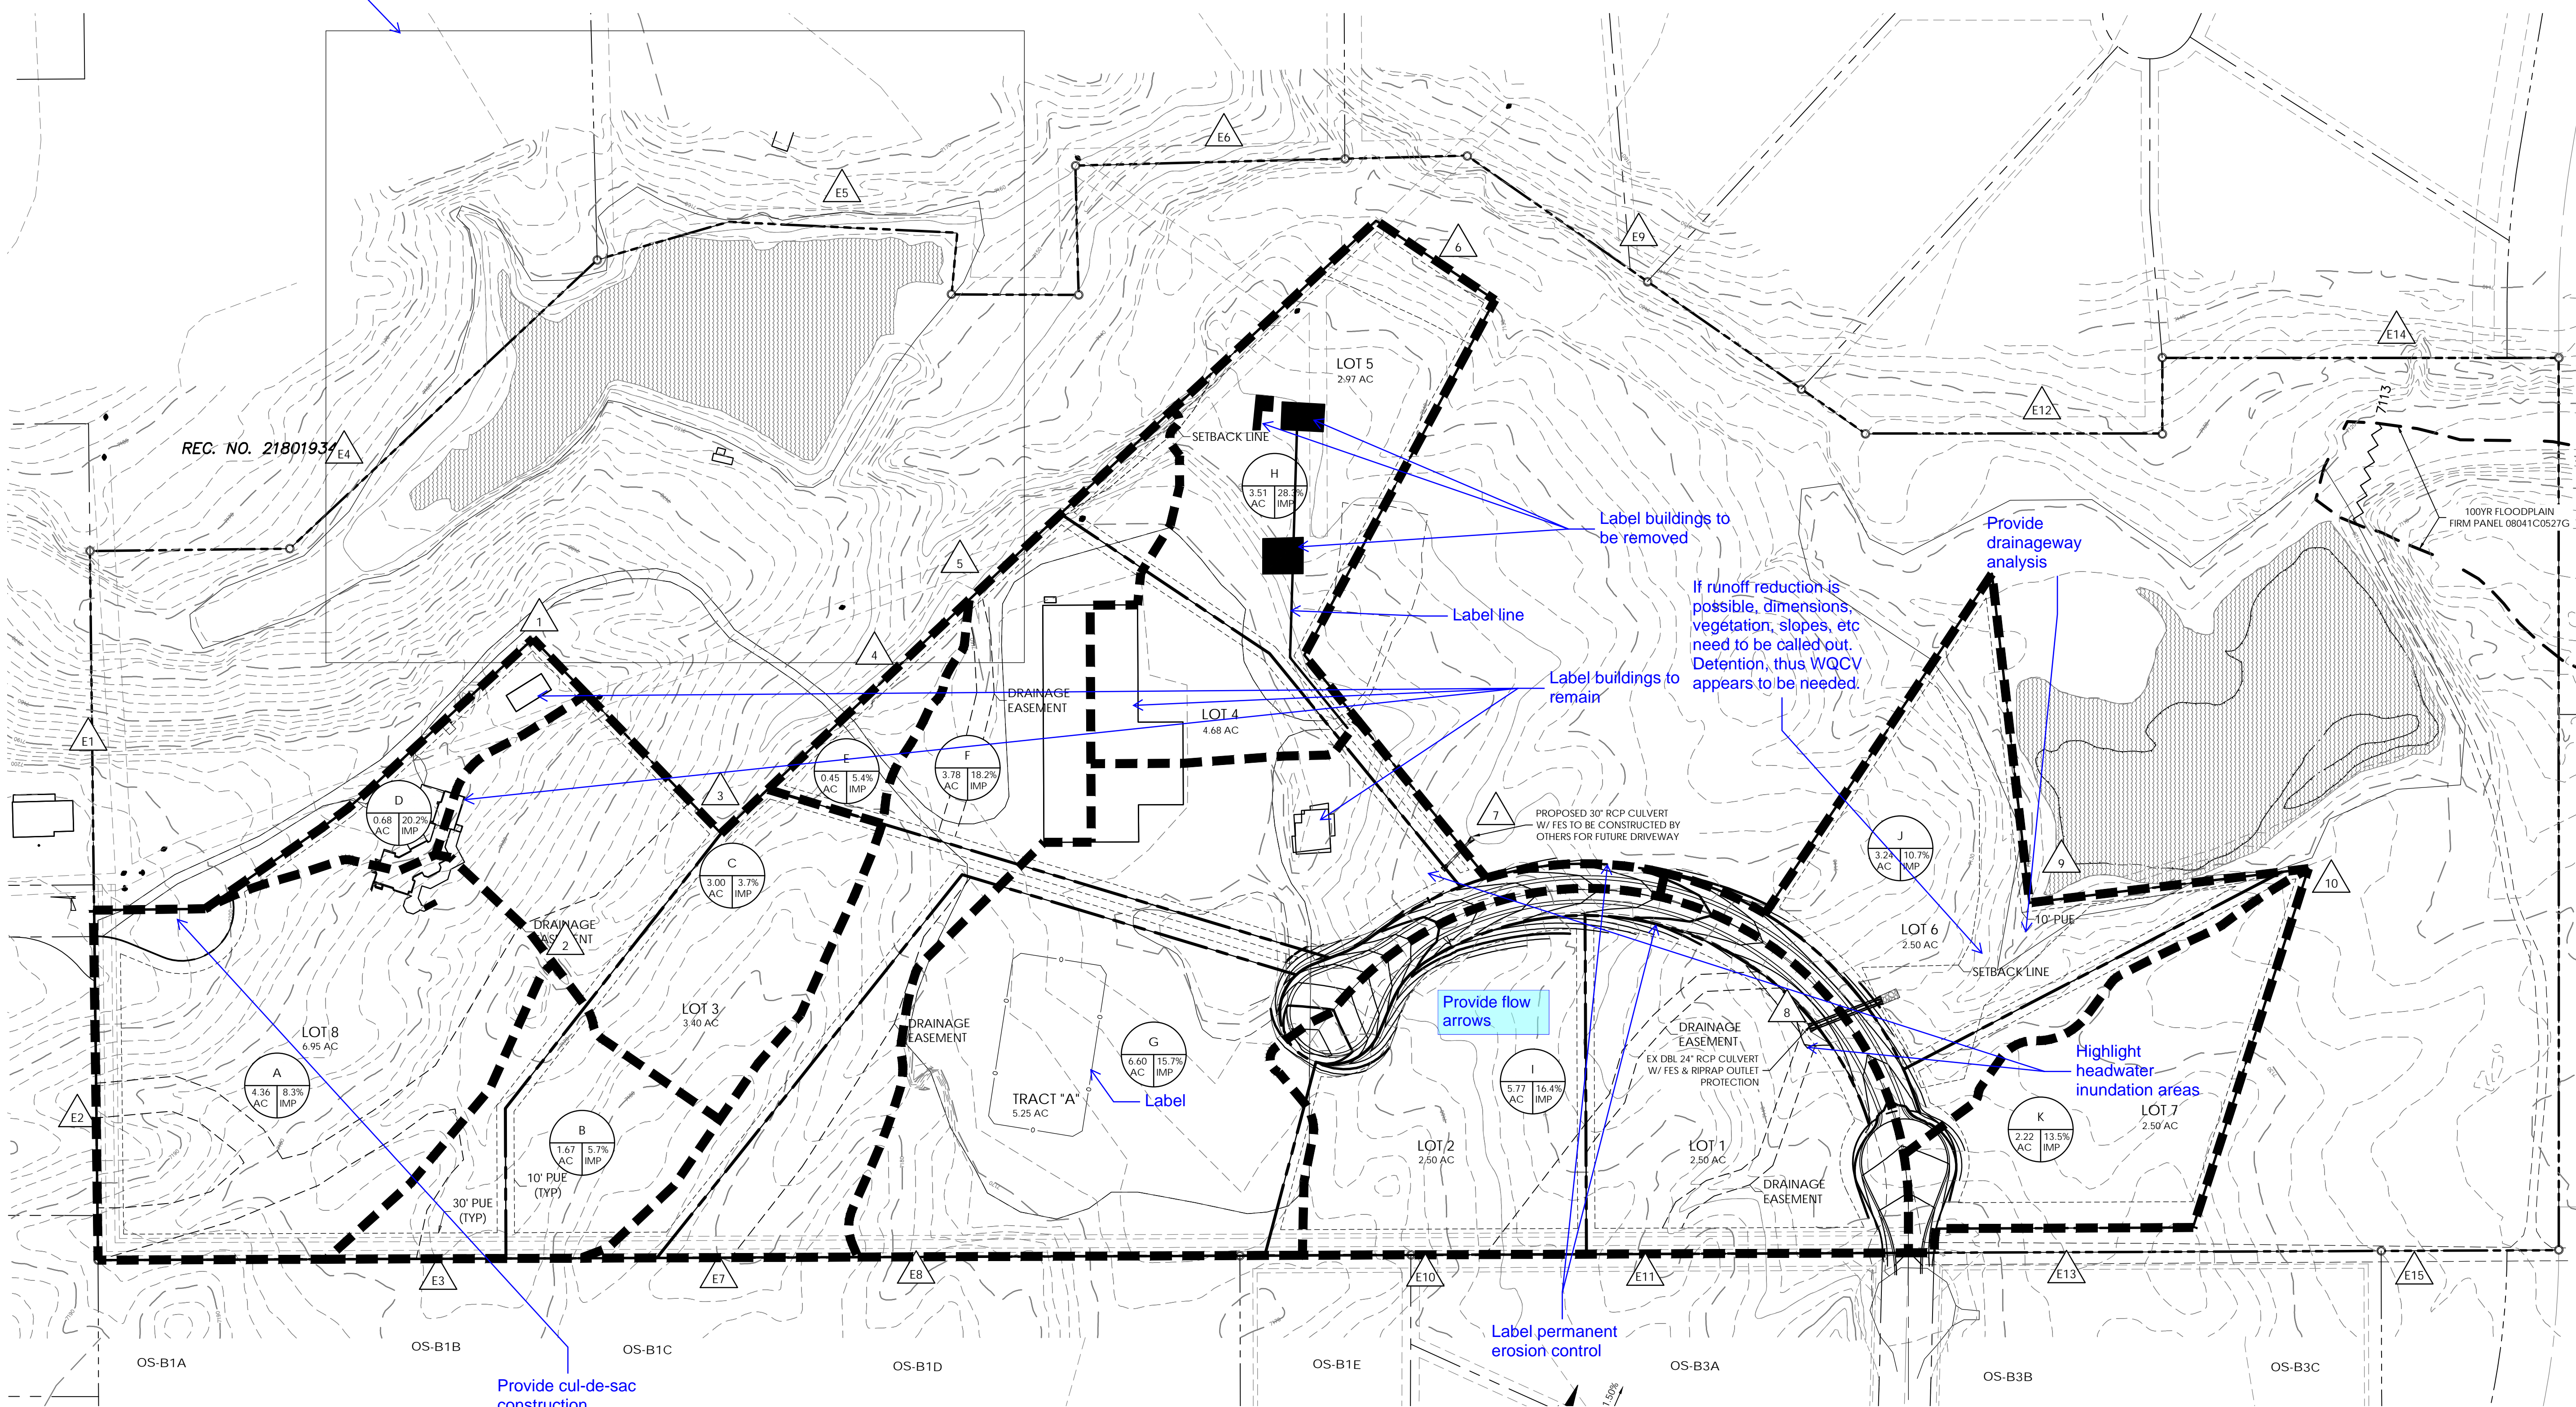 E6
E5
6
E9
E14
LOT 5
2.97 AC
7113
E12
SETBACK LINE
REC. NO. 21801934
E4
H
3.51 AC
28.3% IMP
100YR FLOODPLAIN
FIRM PANEL 08041C0527G
Label buildings to
be removed
Provide
drainageway
analysis
5
If runoff reduction is
possible, dimensions,
vegetation, slopes, etc
need to be called out.
Detention, thus WQCV
appears to be needed.
Label line
1
4
Label buildings to
remain
DRAINAGE
EASEMENT
LOT 4
4.68 AC
E1
E
0.45 AC
5.4% IMP
F
3.78 AC
18.2% IMP
D
0.68 AC
20.2% IMP
3
7
PROPOSED 30" RCP CULVERT
W/ FES TO BE CONSTRUCTED BY
OTHERS FOR FUTURE DRIVEWAY
J
3.24 AC
10.7% IMP
C
3.00 AC
3.7% IMP
9
10
10' PUE
DRAINAGE
EASEMENT
2
LOT 6
2.50 AC
SETBACK LINE
Provide flow
arrows
LOT 3
3.40 AC
LOT 8
6.95 AC
DRAINAGE
EASEMENT
8
DRAINAGE
EASEMENT
G
6.60 AC
15.7% IMP
EX DBL 24" RCP CULVERT
W/ FES & RIPRAP OUTLET
PROTECTION
Highlight
headwater
inundation areas
A
4.36 AC
8.3% IMP
I
5.77 AC
16.4% IMP
TRACT "A"
5.25 AC
Label
E2
LOT 7
2.50 AC
K
2.22 AC
13.5% IMP
B
1.67 AC
5.7% IMP
LOT 2
2.50 AC
LOT 1
2.50 AC
10' PUE
(TYP)
DRAINAGE
EASEMENT
30' PUE
(TYP)
E3
E7
E8
E10
E11
E13
E15
Label permanent
erosion control
OS-B1A
OS-B1B
OS-B1C
OS-B1D
OS-B1E
OS-B3A
OS-B3B
OS-B3C
Provide cul-de-sac
construction
1.50%